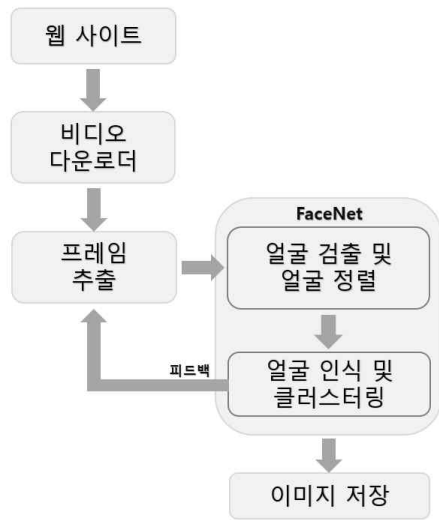 웹 사이트
비디오
다운로더
프레임
추출
FaceNet
얼굴 검출 및
얼굴 정렬
피드백
얼굴 인식 및
클러스터링
이미지 저장